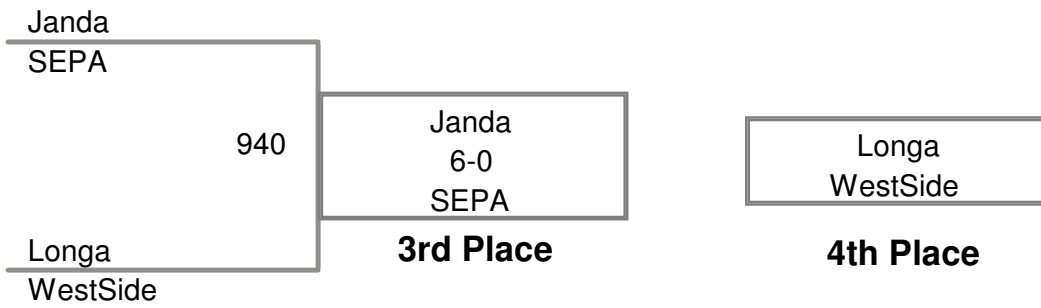 Janda
SEPA
940
Janda
6-0
SEPA
3rd Place
Longa
WestSide
Longa
WestSide
4th Place